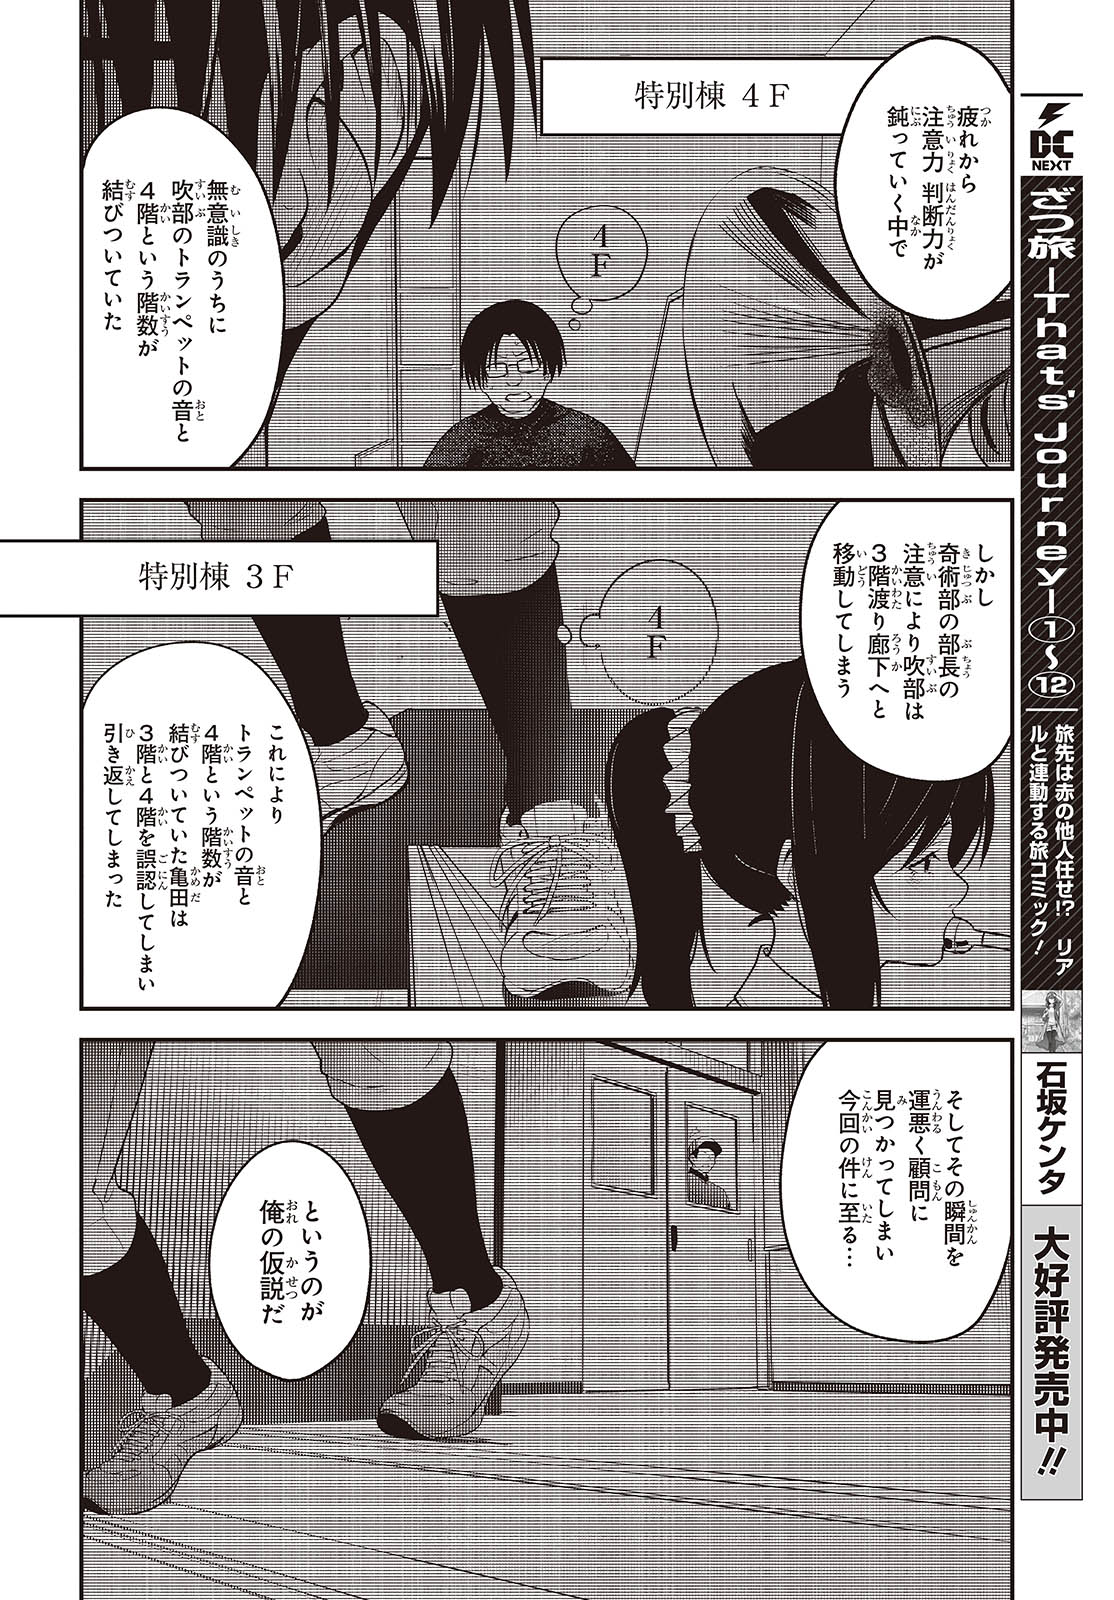 特別棟 4F
疲れから
注意力 判断力が
鈍っていく中で
4F
無意識のうちに
吹部のトランペットの音と
4階という階数が
結びついていた
しかし
奇術部の部長の
注意により吹部は
3階渡り廊下へと
移動してしまう
特別棟 3F
4F
これにより
トランペットの音と
4階という階数が
結びついていた亀田は
3階と4階を誤認してしまい
引き返してしまった
そしてその瞬間を
運悪く顧問に
見つかってしまい
今回の件に至る…
というのが
俺の仮説だ
DC
NEXT
ざつ旅-That's Journey-①〜⑫
旅先は赤の他人任せ!? リア
ルと連動する旅コミック!
石坂ケンタ
大好評発売中!!